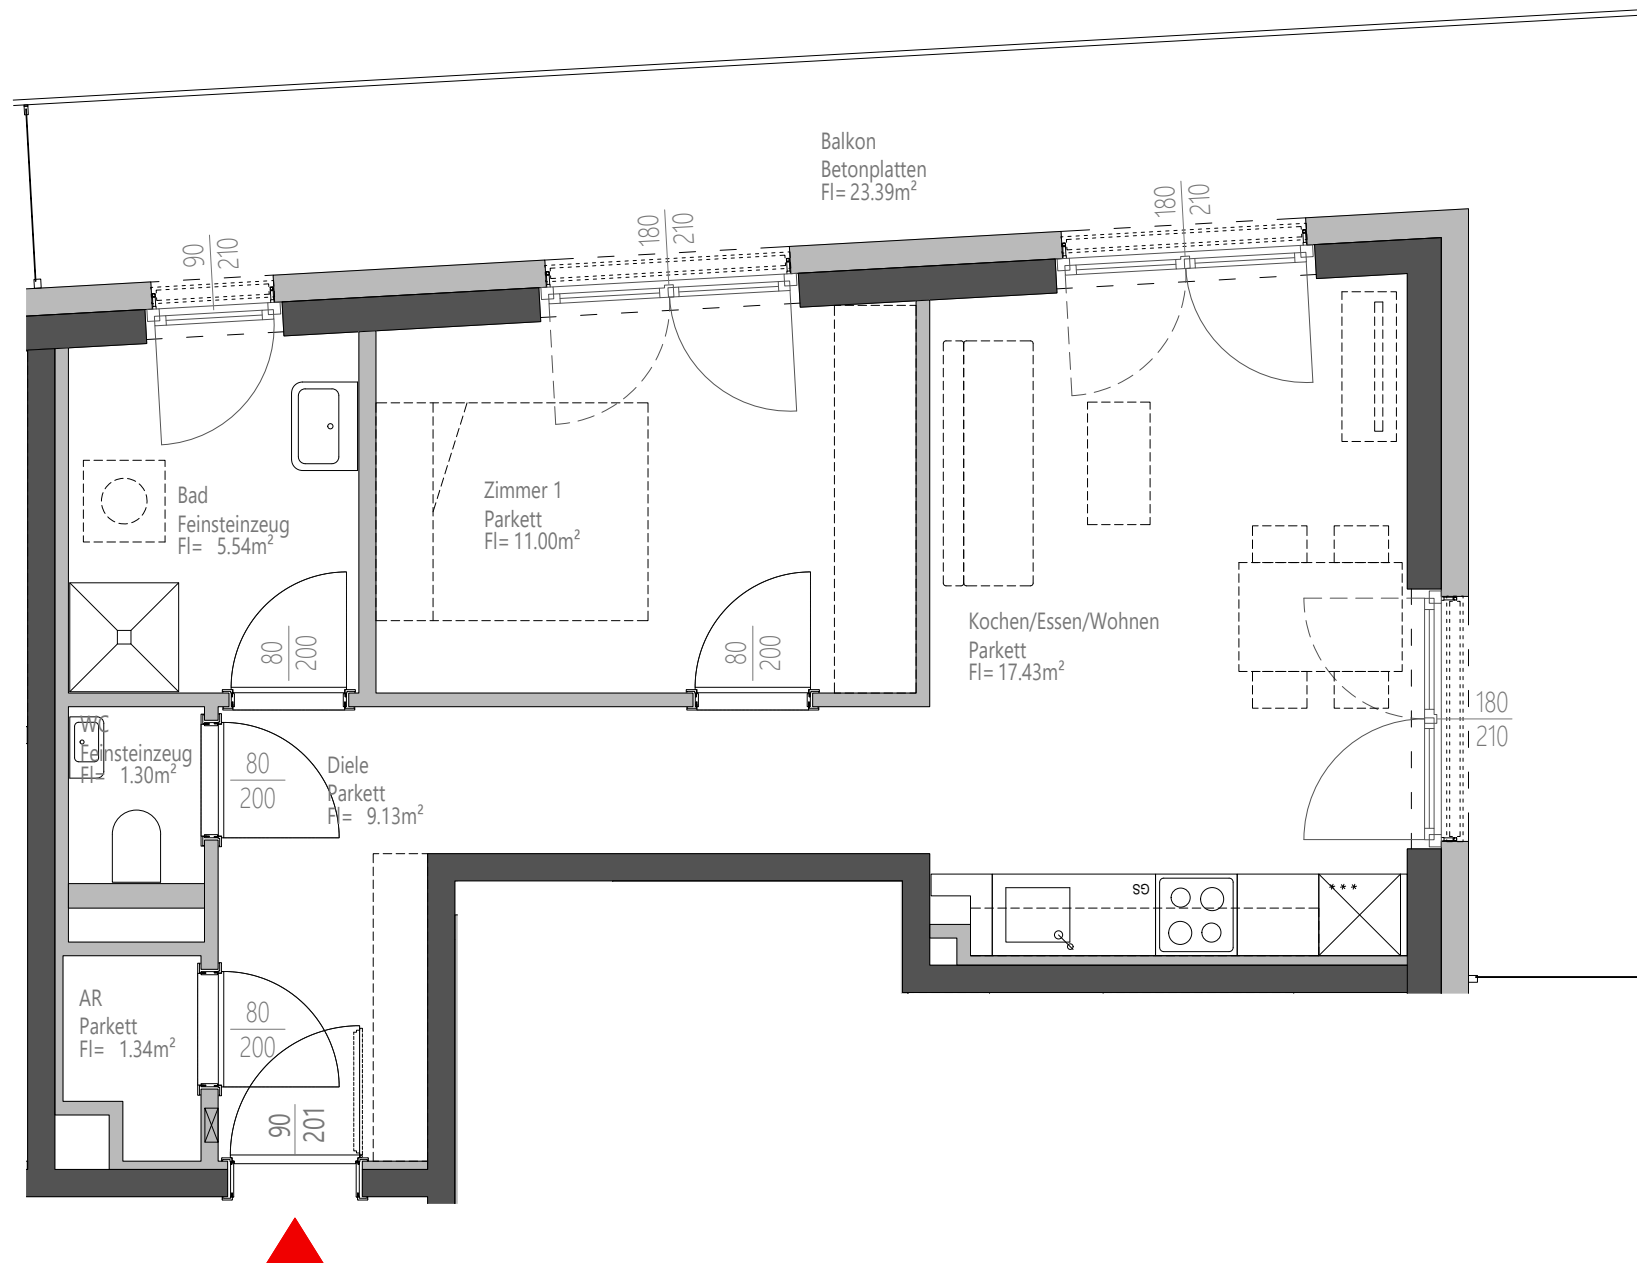 Balkon
Betonplatten
Fl= 23.39m²
90
210
180
210
180
210
Bad
Feinsteinzeug
Fl= 5.54m²
Zimmer 1
Parkett
Fl= 11.00m²
80
200
80
200
Kochen/Essen/Wohnen
Parkett
Fl= 17.43m²
180
210
WC
Feinsteinzeug
Fl= 1.30m²
80
200
Diele
Parkett
Fl= 9.13m²
GS
***
AR
Parkett
Fl= 1.34m²
80
200
90
201